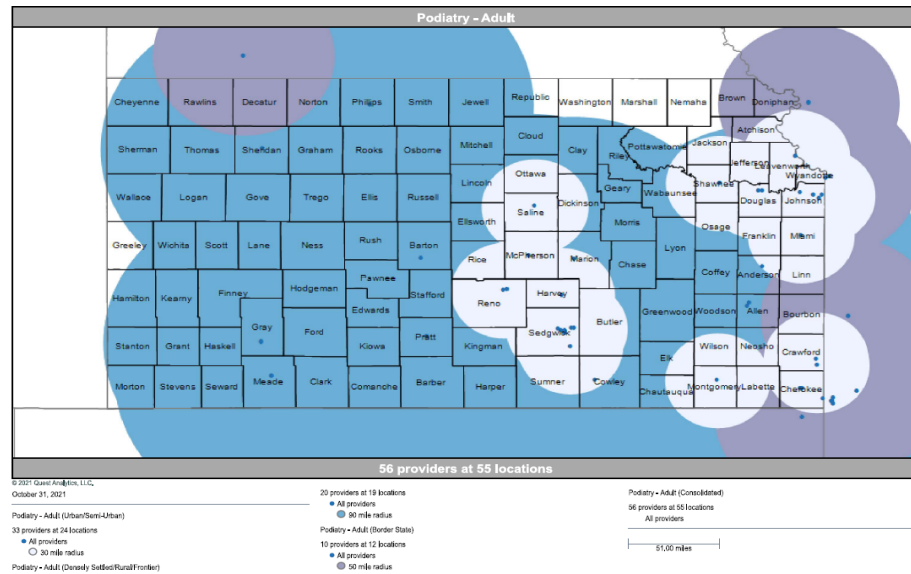 Podiatry - Adult
Cheyenne Rawlins Decatur Norton Phillips Smith Jewell Republic Washington Marshall Nemaha Brown Doniphan
Atchison
Sherman Thomas Sheridan Graham Rooks Osborne Mitchell Cloud Clay Riley Pottawatomie Jackson
Jefferson Leavenworth
Wyandotte
Wallace Logan Gove Trego Ellis Russell Lincoln Ottawa Geary Wabaunsee Shawnee
Saline Dickinson Morris Douglas Johnson
Osage
Greeley Wichita Scott Lane Ness Rush Barton Ellsworth Lyon Franklin Miami
Rice McPherson Marion Chase
Pawnee Coffey Anderson Linn
Hamilton Kearny Finney Hodgeman Stafford Reno Harvey
Edwards
Gray Ford Butler Greenwood Woodson Allen Bourbon
Stanton Grant Haskell Kiowa Pratt Kingman Sedgwick Wilson Neosho Crawford
Elk
Morton Stevens Seward Meade Clark Comanche Barber Harper Sumner Cowley Chautauqua Montgomery Labette Cherokee
56 providers at 55 locations
© 2021 Quest Analytics, LLC.
October 31, 2021
Podiatry - Adult (Urban/Semi-Urban)
33 providers at 24 locations
All providers
30 mile radius
Podiatry - Adult (Densely Settled/Rural/Frontier)
20 providers at 19 locations
All providers
90 mile radius
Podiatry - Adult (Border State)
10 providers at 12 locations
All providers
50 mile radius
Podiatry - Adult (Consolidated)
56 providers at 55 locations
All providers
51.00 miles